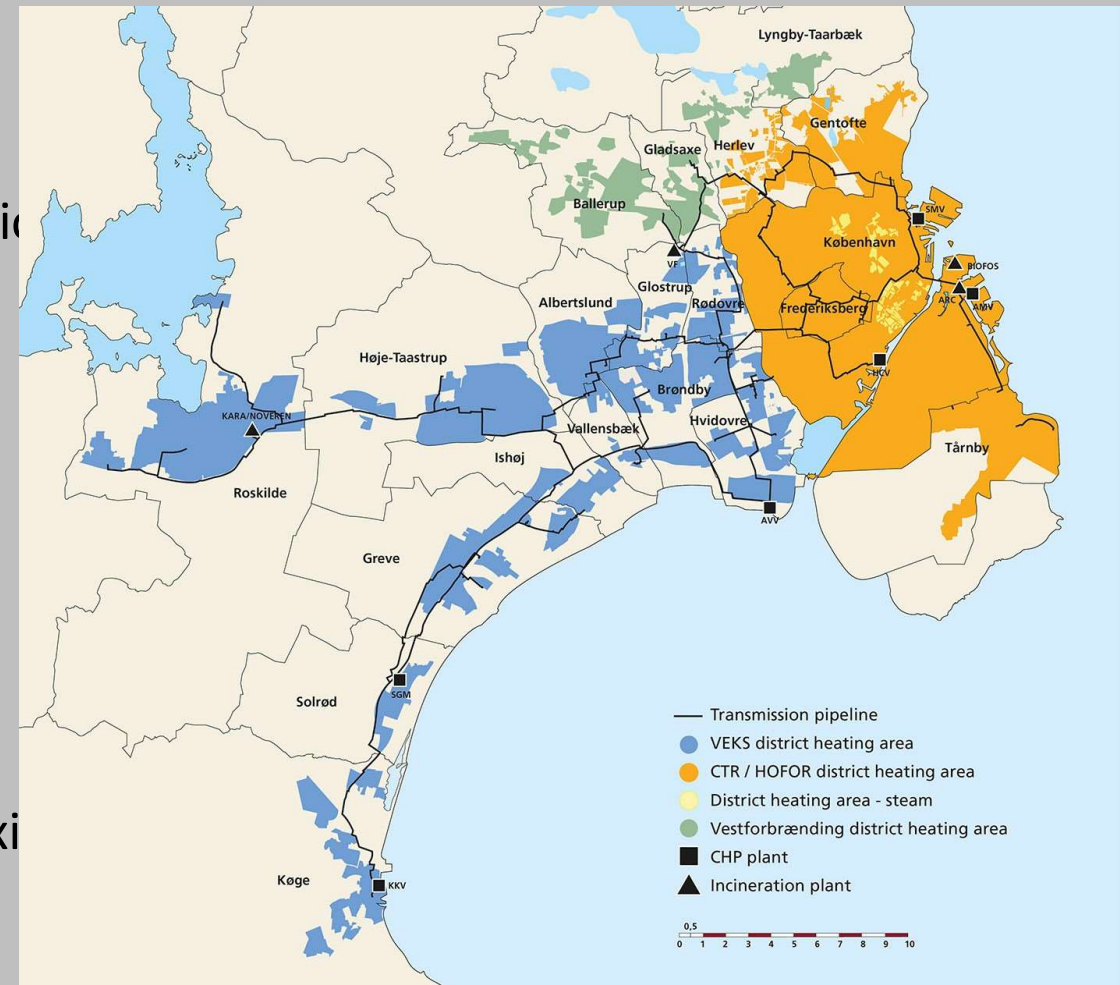 Lyngby-Taarbæk
Gentofte
Herlev
Gladsaxe
Ballerup
SMV
København
BIOFOS
VF
Glostrup
ARC
AMV
Albertslund
Rødovre
Frederiksberg
Høje-Taastrup
HCV
Brøndby
KARA/NOVEREN
Vallensbæk
Hvidovre
Tårnby
Ishøj
Roskilde
AVV
Greve
SGM
Solrød
Køge
KKV
Transmission pipeline
VEKS district heating area
CTR / HOFOR district heating area
District heating area - steam
Vestforbrænding district heating area
CHP plant
Incineration plant
0,5
0 1 2 3 4 5 6 7 8 9 10